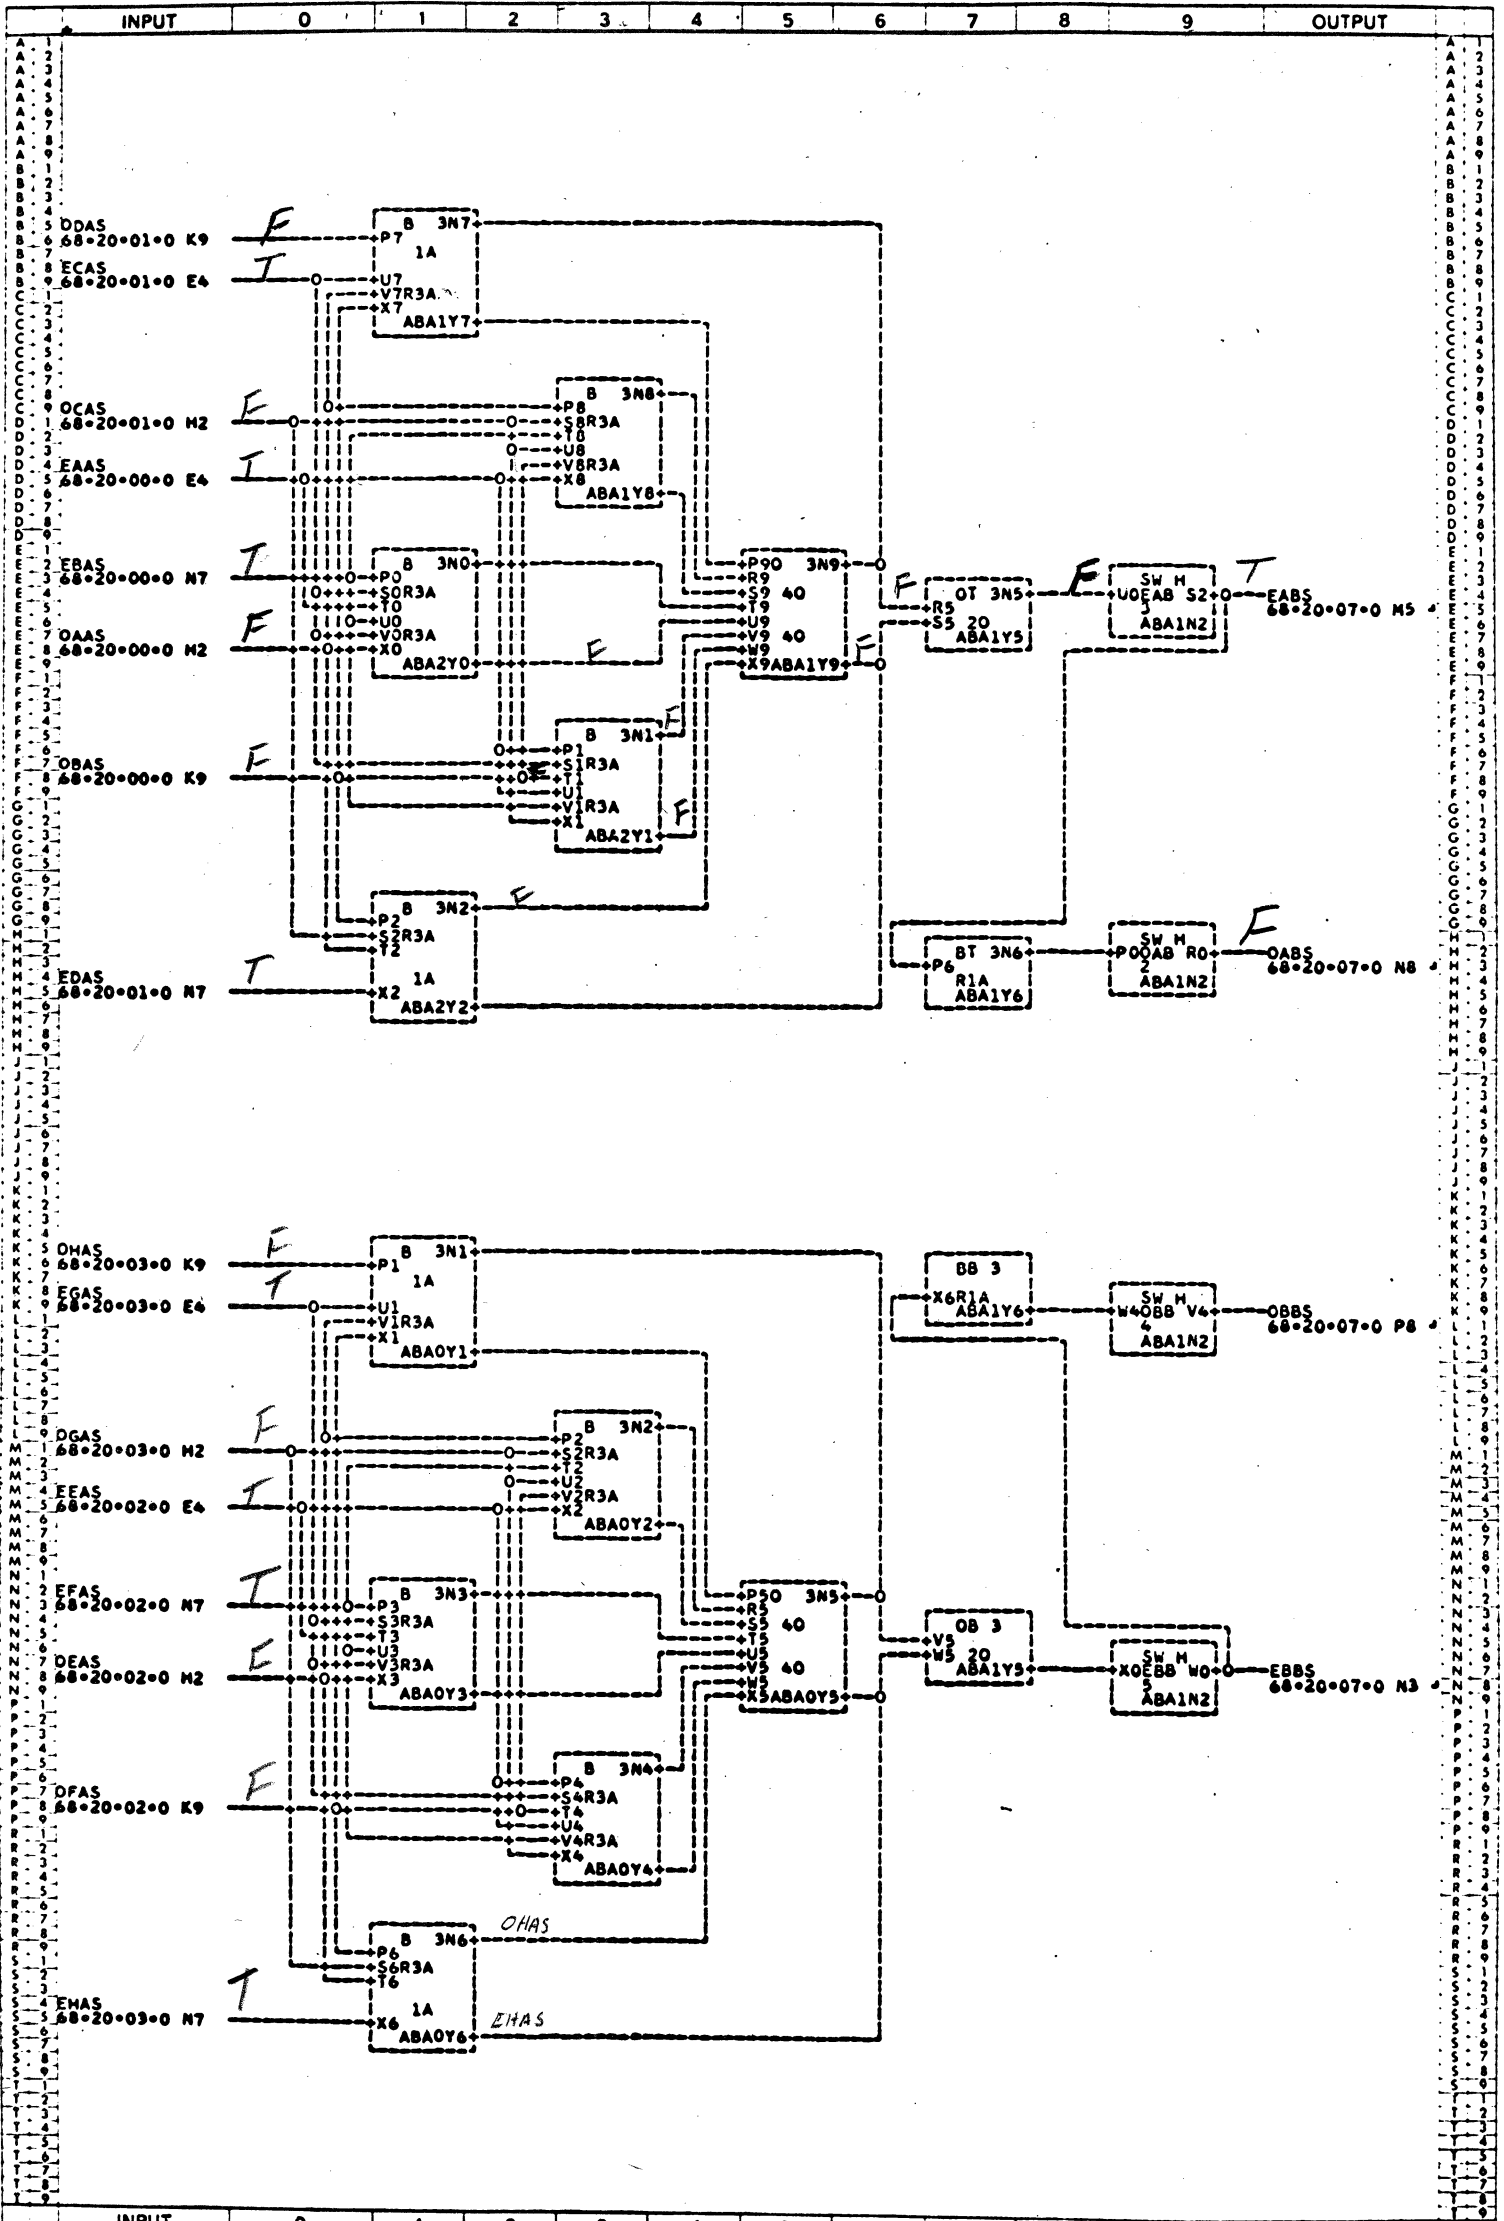 INPUT 0 1 2 3 4 5 6 7 8 9 OUTPUT
ODAS
68•20•01•0 K9 F
ECAS
68•20•01•0 E4 T
B 3N7
P7
1A
U7
V7R3A
X7
ABA1Y7
OCAS
68•20•01•0 H2 F
EAAS
68•20•00•0 E4 T
B 3N8
P8
S8R3A
T8
U8
V8R3A
X8
ABA1Y8
EBAS
68•20•00•0 N7 T
OAAS
68•20•00•0 H2 F
B 3N0
P0
S0R3A
T0
U0
V0R3A
X0
ABA2Y0
F
P9O 3N9
R9
S9 4O
T9
U9
V9 4O
W9
X9ABA1Y9
F
F
OT 3N5
R5
S5 2O
ABA1Y5
F
SW H
U0EAB S2
3
ABA1N2
T
EABS
68•20•07•0 M5
OBAS
68•20•00•0 K9 F
B 3N1
P1
S1R3A
T1
U1
V1R3A
X1
ABA2Y1
F
F
B 3N2
P2
S2R3A
T2
1A
X2
ABA2Y2
F
EDAS
68•20•01•0 N7 T
BT 3N6
P6
R1A
ABA1Y6
SW H
P0OAB R0
2
ABA1N2
F
OABS
68•20•07•0 N8
OHAS
68•20•03•0 K9 F
EGAS
68•20•03•0 E4 T
B 3N1
P1
1A
U1
V1R3A
X1
ABA0Y1
BB 3
X6R1A
ABA1Y6
SW H
W4OBB V4
4
ABA1N2
OBBS
68•20•07•0 P8
OGAS
68•20•03•0 H2 F
EEAS
68•20•02•0 E4 T
B 3N2
P2
S2R3A
T2
U2
V2R3A
X2
ABA0Y2
EFAS
68•20•02•0 N7 T
OEAS
68•20•02•0 H2 F
B 3N3
P3
S3R3A
T3
U3
V3R3A
X3
ABA0Y3
P5O 3N5
R5
S5 4O
T5
U5
V5 4O
W5
X5ABA0Y5
OB 3
V5
W5 2O
ABA1Y5
SW H
X0EBB W0
5
ABA1N2
EBBS
68•20•07•0 N3
OFAS
68•20•02•0 K9 F
B 3N4
P4
S4R3A
T4
U4
V4R3A
X4
ABA0Y4
B 3N6
P6
S6R3A
T6
1A
X6
ABA0Y6
OHAS
EHAS
EHAS
68•20•03•0 N7 T
INPUT